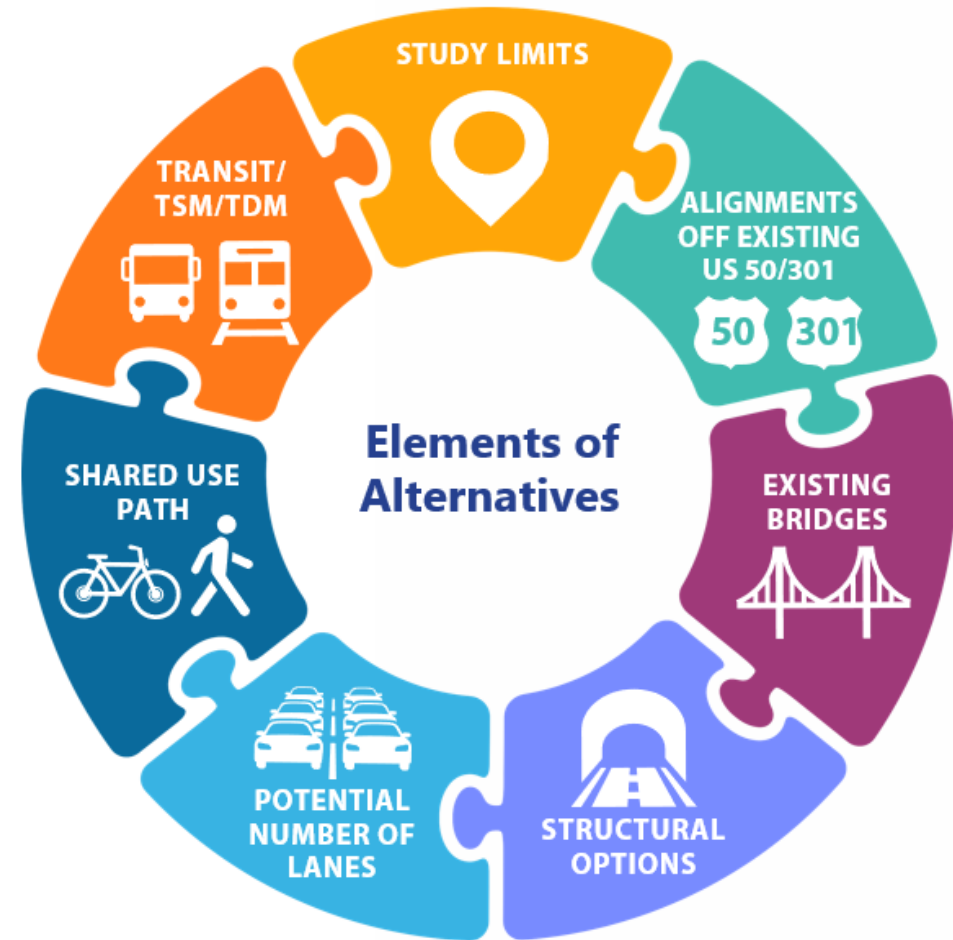 STUDY LIMITS
ALIGNMENTS
OFF EXISTING
US 50/301
50
301
EXISTING
BRIDGES
STRUCTURAL
OPTIONS
POTENTIAL
NUMBER OF
LANES
SHARED USE
PATH
TRANSIT/
TSM/TDM
Elements of
Alternatives